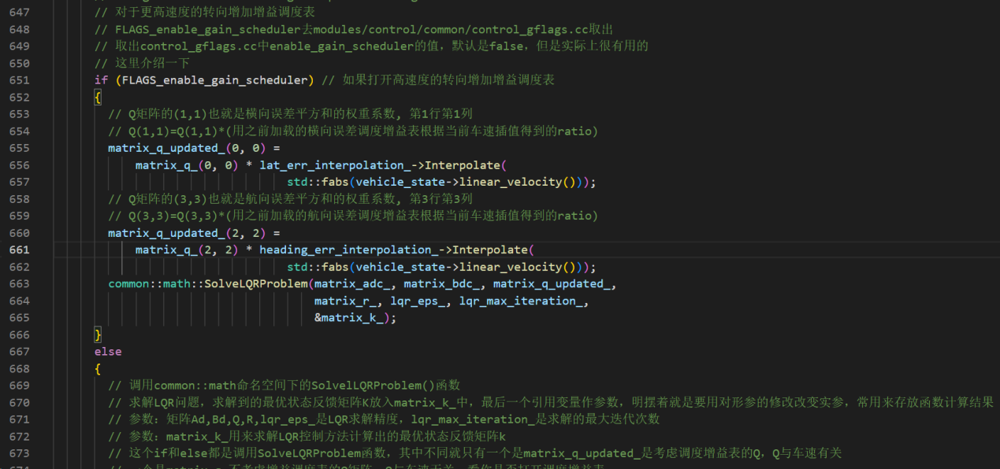 647 // 对于更高速度的转向增加增益调度表
648 // FLAGS_enable_gain_scheduler去modules/control/common/control_gflags.cc取出
649 // 取出control_gflags.cc中enable_gain_scheduler的值，默认是false，但是实际上很有用的
650 // 这里介绍一下
651 if (FLAGS_enable_gain_scheduler) // 如果打开高速度的转向增加增益调度表
652 {
653 // Q矩阵的(1,1)也就是横向误差平方和的权重系数, 第1行第1列
654 // Q(1,1)=Q(1,1)*(用之前加载的横向误差调度增益表根据当前车速插值得到的ratio)
655 matrix_q_updated_(0, 0) =
656 matrix_q_(0, 0) * lat_err_interpolation_->Interpolate(
657 std::fabs(vehicle_state->linear_velocity()));
658 // Q矩阵的(3,3)也就是航向误差平方和的权重系数, 第3行第3列
659 // Q(3,3)=Q(3,3)*(用之前加载的航向误差调度增益表根据当前车速插值得到的ratio)
660 matrix_q_updated_(2, 2) =
661 matrix_q_(2, 2) * heading_err_interpolation_->Interpolate(
662 std::fabs(vehicle_state->linear_velocity()));
663 common::math::SolveLQRProblem(matrix_adc_, matrix_bdc_, matrix_q_updated_,
664 matrix_r_, lqr_eps_, lqr_max_iteration_,
665 &matrix_k_);
666 }
667 else
668 {
669 // 调用common::math命名空间下的SolvelLQRProblem()函数
670 // 求解LQR问题，求解到的最优状态反馈矩阵K放入matrix_k_中，最后一个引用变量作参数，明摆着就是要用对形参的修改改变实参，常用来存放函数计算结果
671 // 参数：矩阵Ad,Bd,Q,R,lqr_eps_是LQR求解精度，lqr_max_iteration_是求解的最大迭代次数
672 // 参数：matrix_k_用来求解LQR控制方法计算出的最优状态反馈矩阵k
673 // 这个if和else都是调用SolveLQRProblem函数，其中不同就只有一个是matrix_q_updated_是考虑调度增益表的Q，Q与车速有关